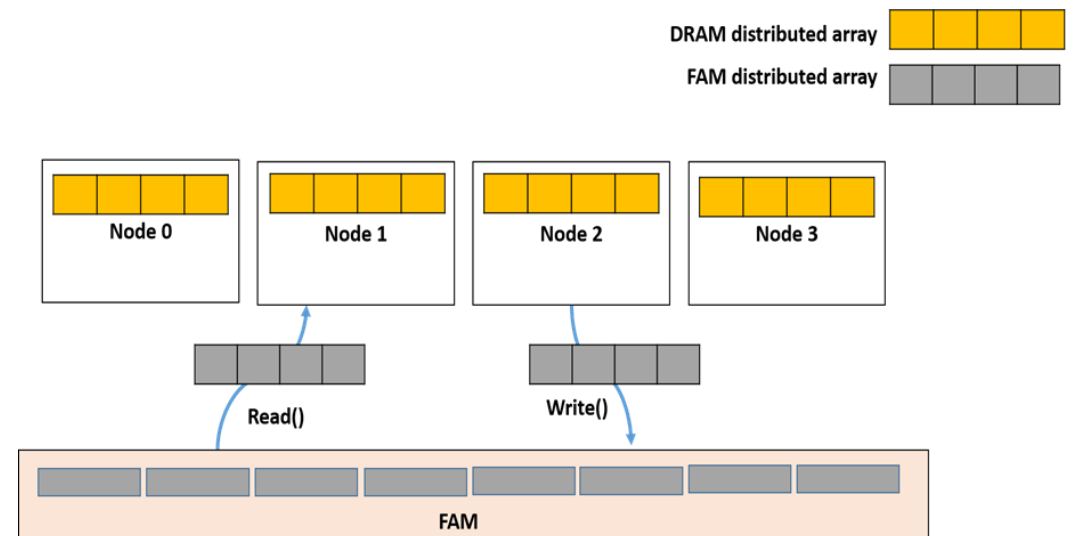 DRAM distributed array
FAM distributed array
Node 0
Node 1
Node 2
Node 3
Read()
Write()
FAM